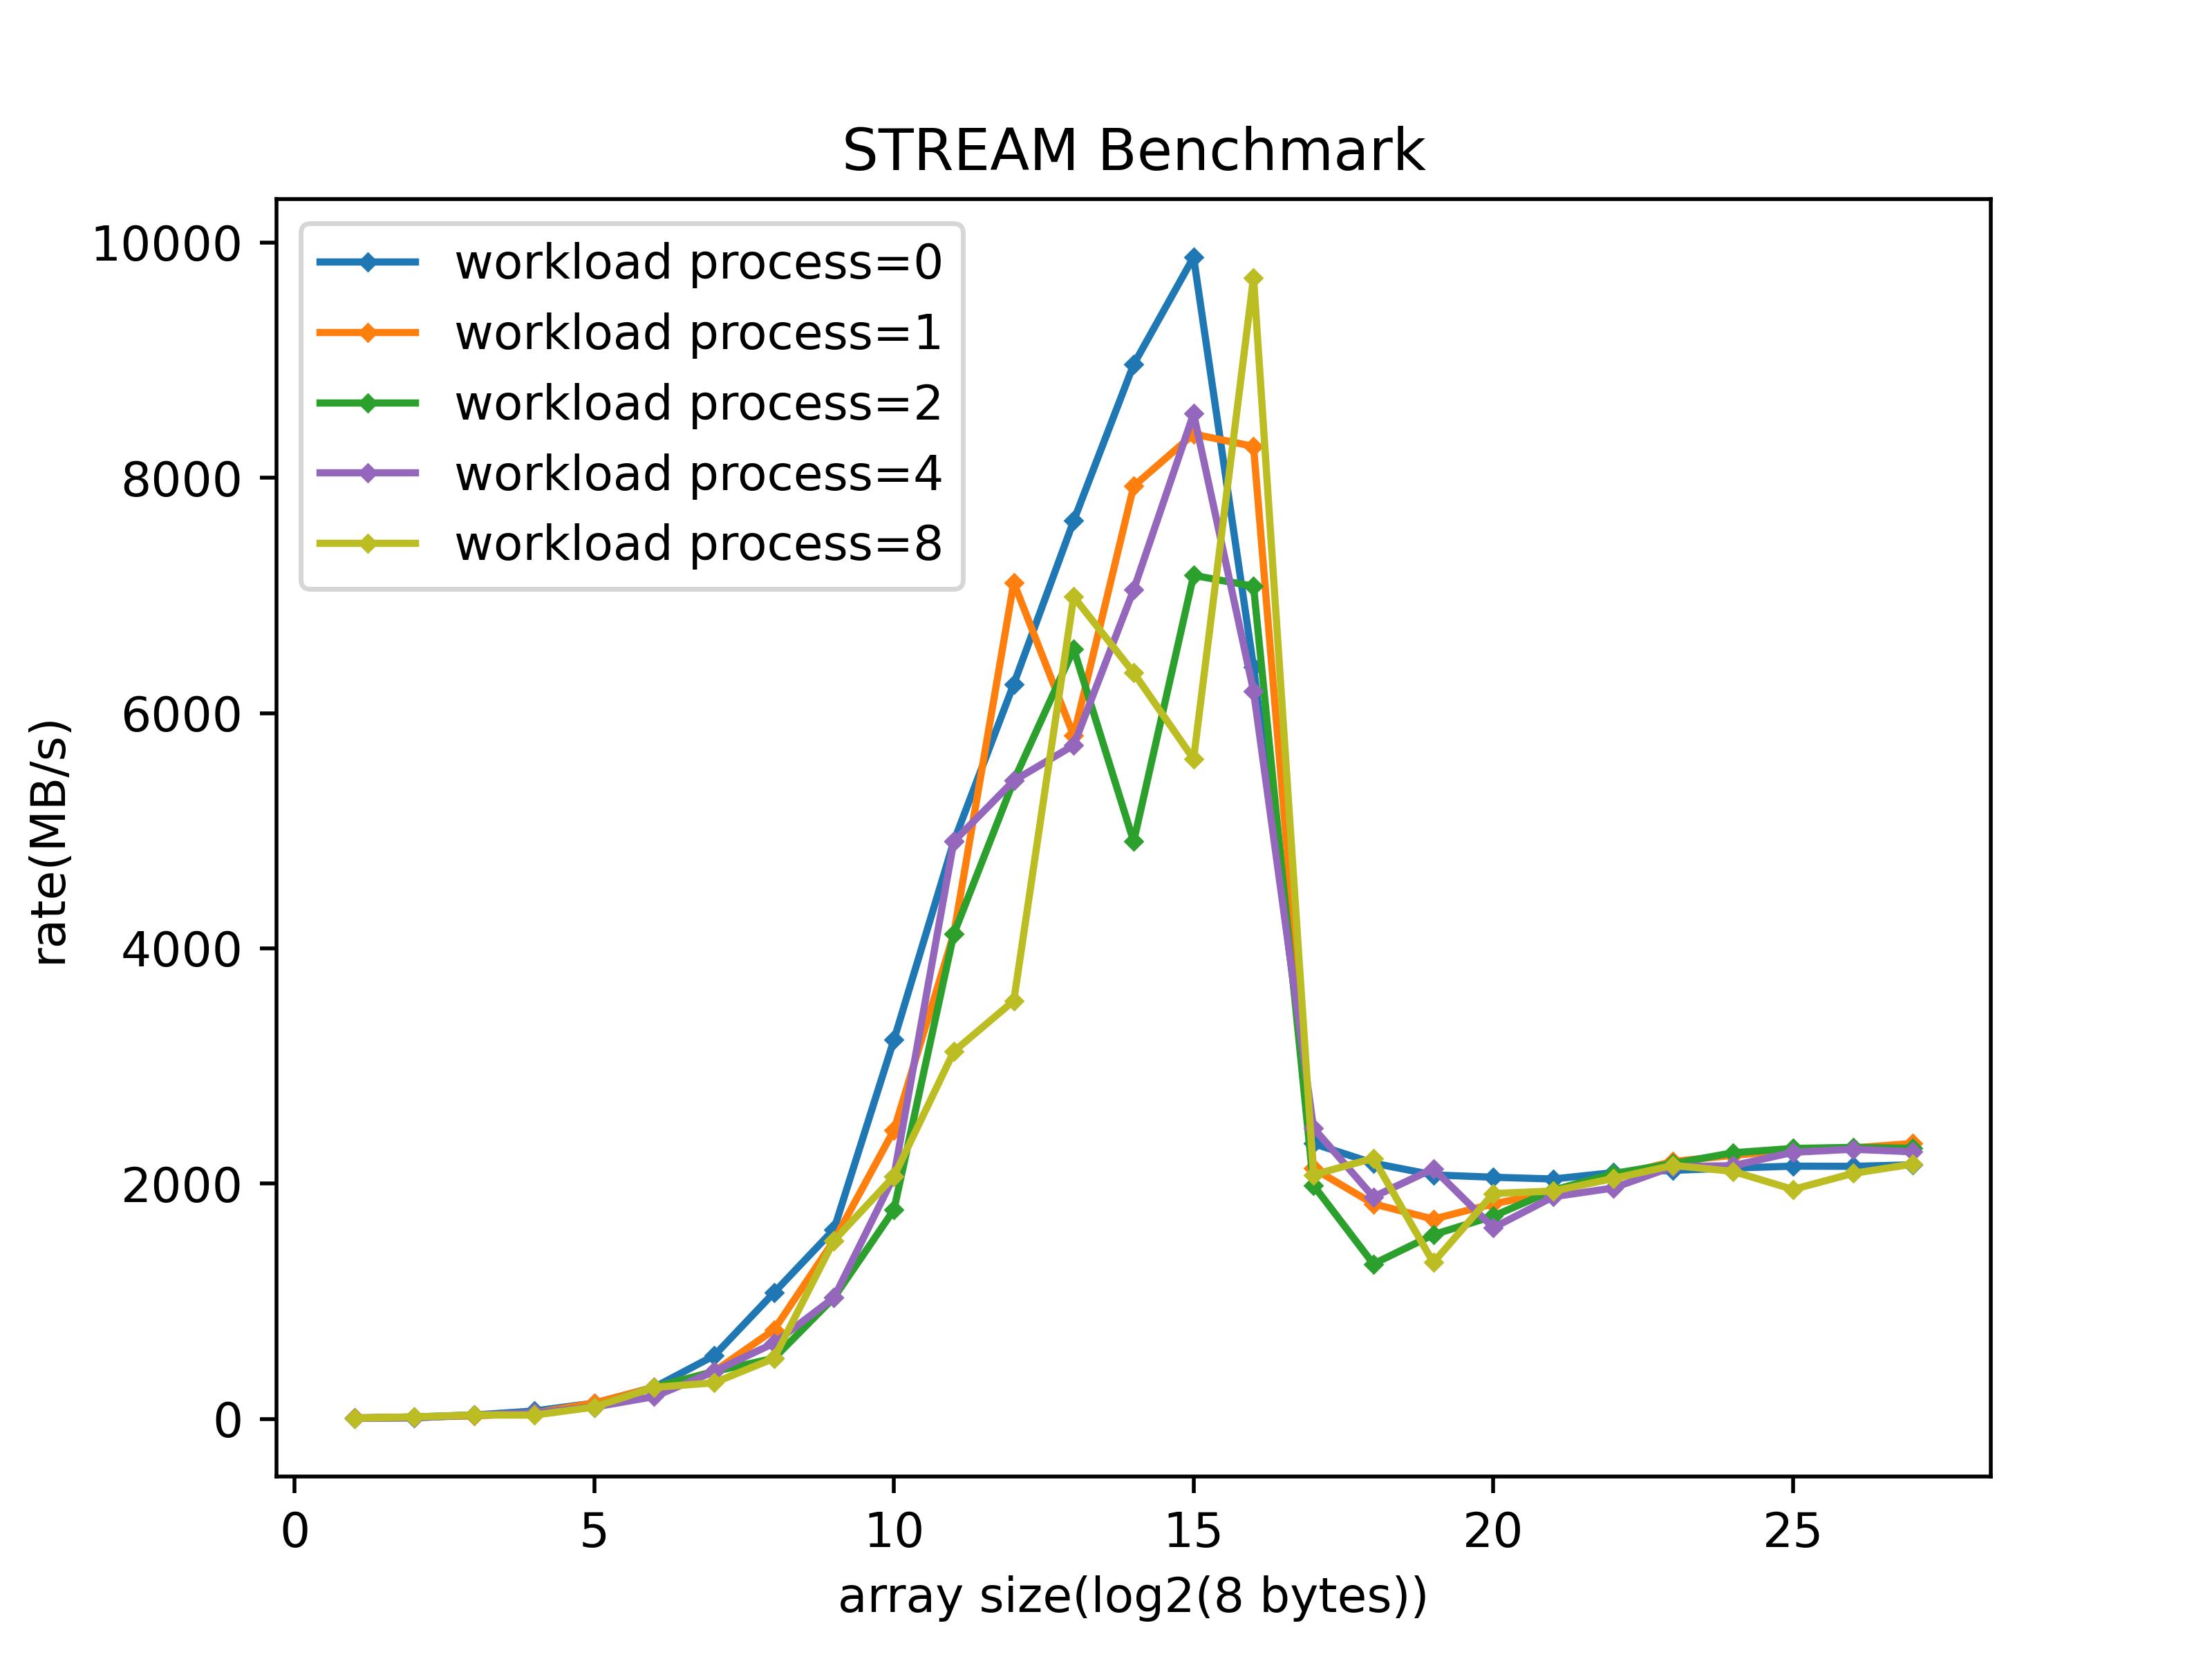 STREAM Benchmark
10000
8000
6000
4000
2000
0
rate(MB/s)
workload process=0
workload process=1
workload process=2
workload process=4
workload process=8
0 5 10 15 20 25
array size(log2(8 bytes))